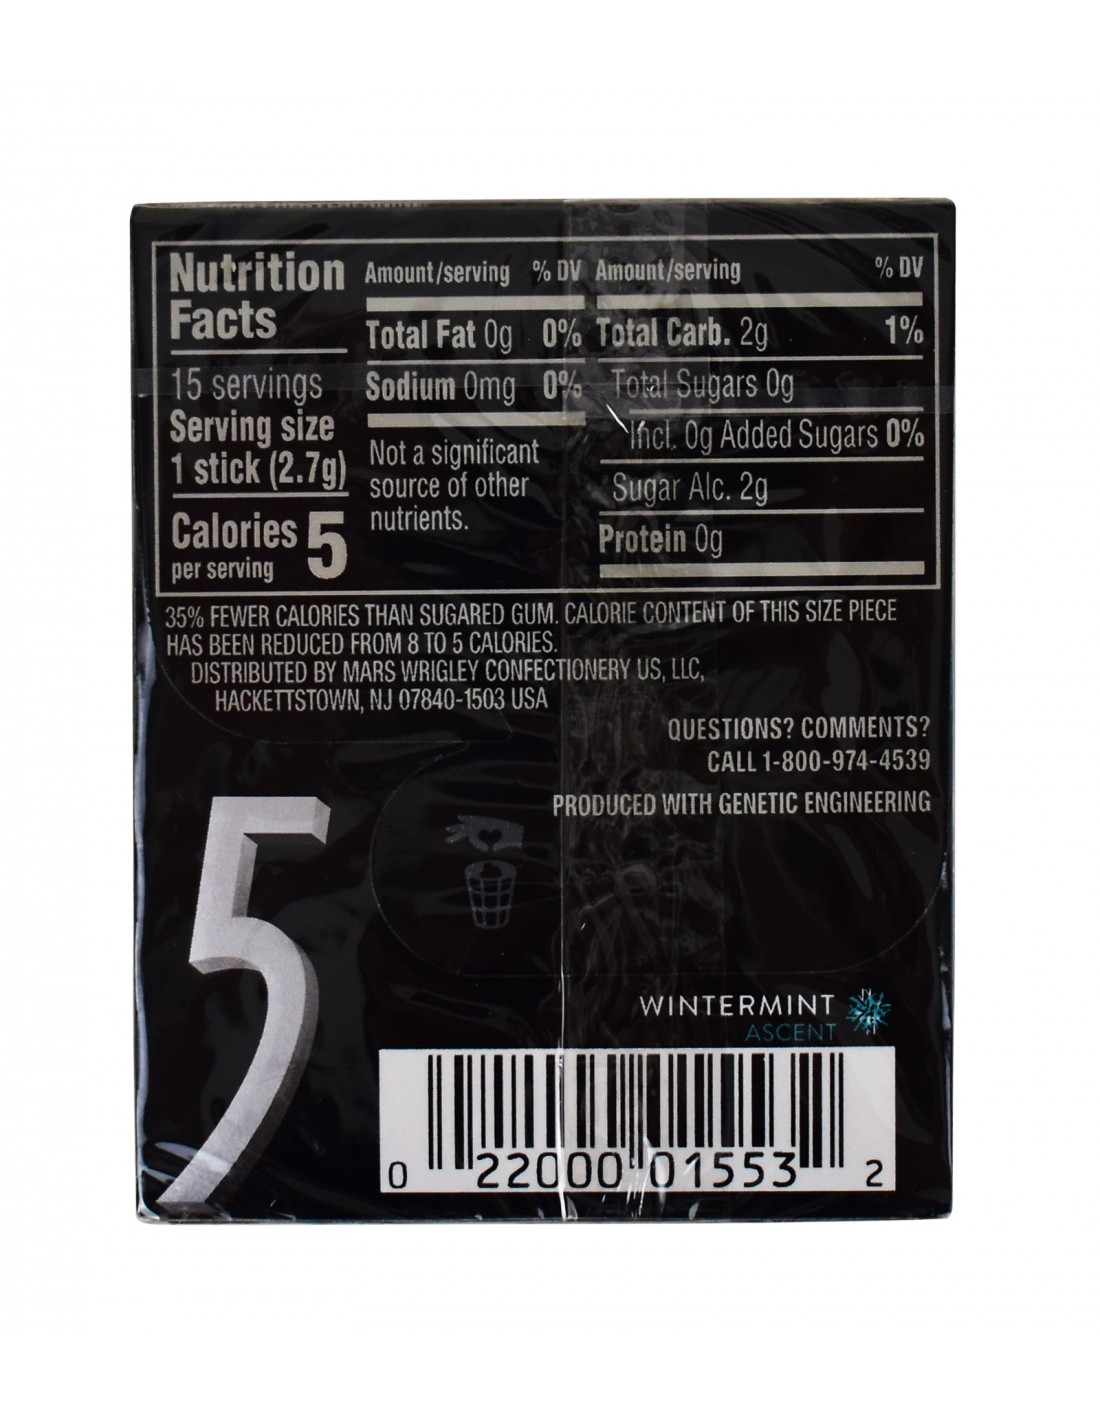 Nutrition
Facts
15 servings
Serving size
1 stick (2.7g)
Calories 5
per serving
Amount/serving % DV
Total Fat 0g 0%
Sodium 0mg 0%
Not a significant
source of other
nutrients.
Amount/serving % DV
Total Carb. 2g 1%
Total Sugars 0g
Incl. 0g Added Sugars 0%
Sugar Alc. 2g
Protein 0g
35% FEWER CALORIES THAN SUGARED GUM. CALORIE CONTENT OF THIS SIZE PIECE
HAS BEEN REDUCED FROM 8 TO 5 CALORIES.
DISTRIBUTED BY MARS WRIGLEY CONFECTIONERY US, LLC,
HACKETTSTOWN, NJ 07840-1503 USA
QUESTIONS? COMMENTS?
CALL 1-800-974-4539
PRODUCED WITH GENETIC ENGINEERING
5
WINTERMINT
ASCENT
0 22000 01553 2